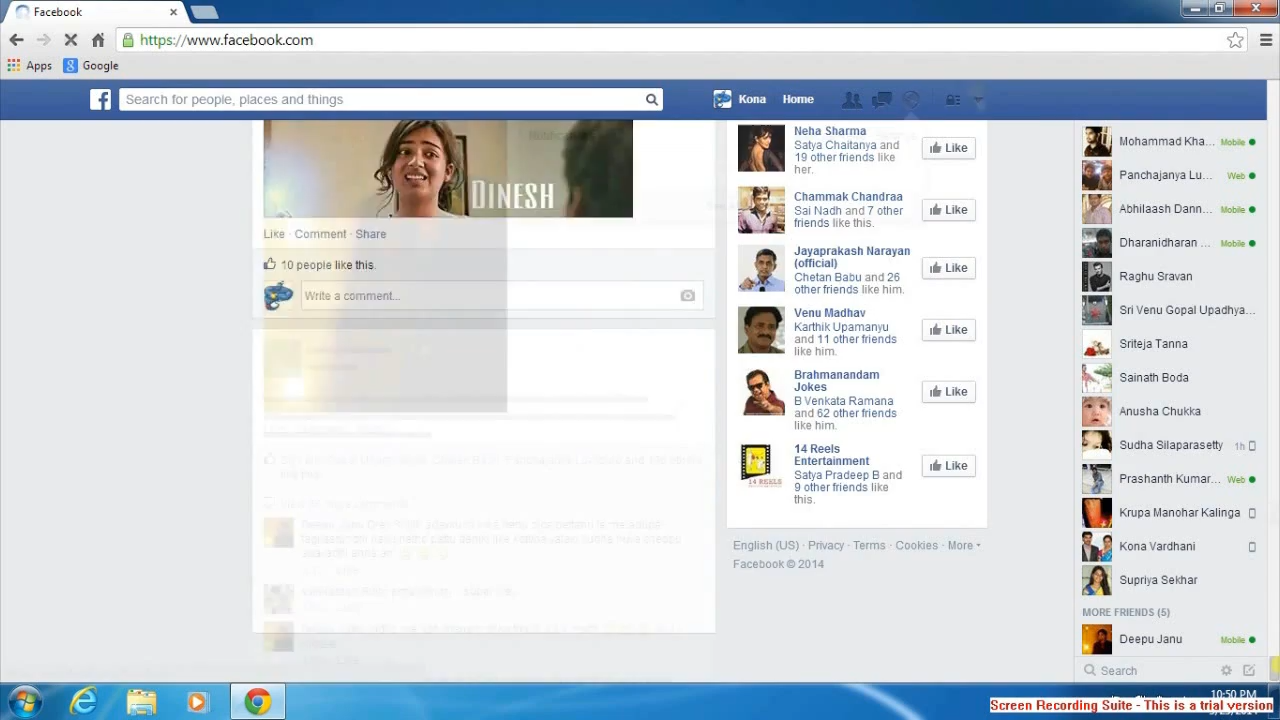 Facebook
https://www.facebook.com
Apps
Google
Search for people, places and things
Kona
Home
DINESH
Like · Comment · Share
10 people like this.
Write a comment...
Neha Sharma
Satya Chaitanya and
19 other friends like
her.
Like
Chammak Chandraa
Sai Nadh and 7 other
friends like this.
Like
Jayaprakash Narayan
(official)
Chetan Babu and 26
other friends like him.
Like
Venu Madhav
Karthik Upamanyu
and 11 other friends
like him.
Like
Brahmanandam
Jokes
B Venkata Ramana
and 62 other friends
like this.
Like
14 REELS
14 Reels
Entertainment
Satya Pradeep B and
9 other friends like
this.
Like
English (US) · Privacy · Terms · Cookies · More
Facebook © 2014
Mohammad Kha... Mobile
Panchajanya Lu... Web
Abhilaash Dann... Mobile
Dharanidharan ... Mobile
Raghu Sravan
Sri Venu Gopal Upadhya...
Sriteja Tanna
Sainath Boda
Anusha Chukka
Sudha Silaparasetty 1h
Prashanth Kumar... Web
Krupa Manohar Kalinga
Kona Vardhani
Supriya Sekhar
MORE FRIENDS (5)
Deepu Janu Mobile
Search
10:50 PM
Screen Recording Suite - This is a trial version